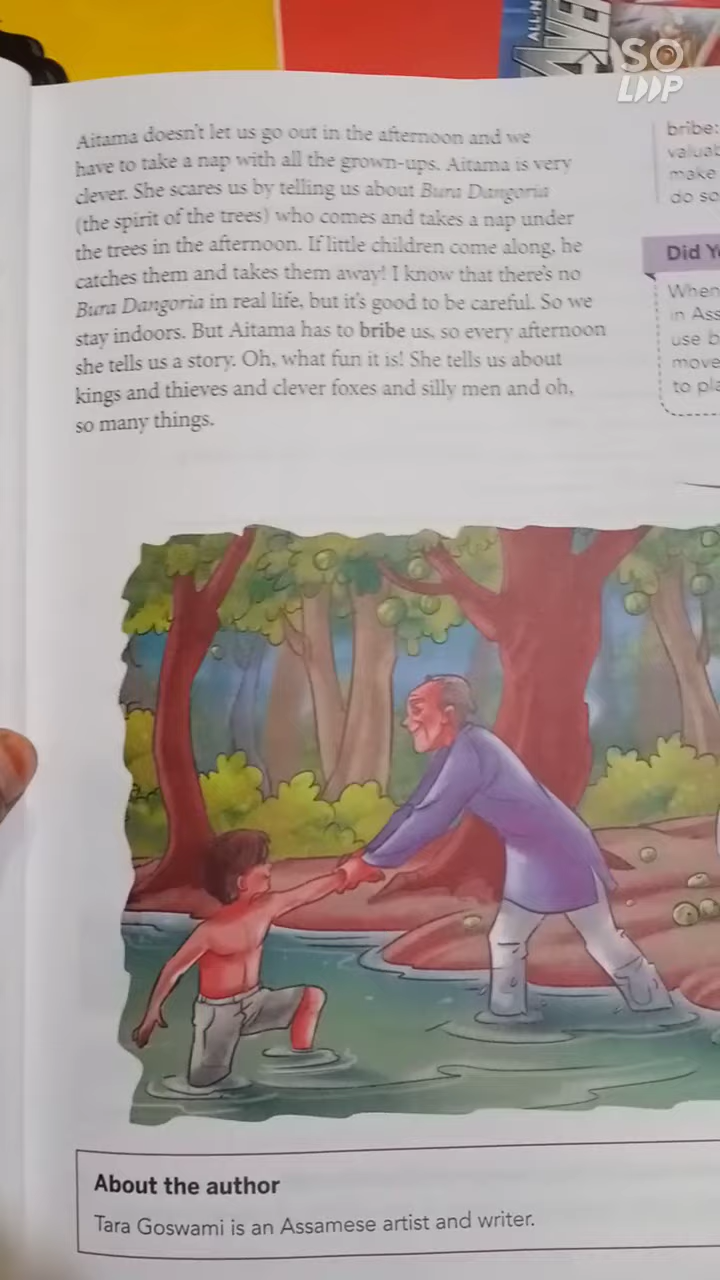 ALL-N
SO
LOOP
Aitama doesn't let us go out in the afternoon and we
have to take a nap with all the grown-ups. Aitama is very
clever. She scares us by telling us about Bura Dangoria
(the spirit of the trees) who comes and takes a nap under
the trees in the afternoon. If little children come along, he
catches them and takes them away! I know that there's no
Bura Dangoria in real life, but it's good to be careful. So we
stay indoors. But Aitama has to bribe us, so every afternoon
she tells us a story. Oh, what fun it is! She tells us about
kings and thieves and clever foxes and silly men and oh,
so many things.
bribe:
valuab
make
do so
Did Y
When
in Ass
use b
move
to pla
About the author
Tara Goswami is an Assamese artist and writer.